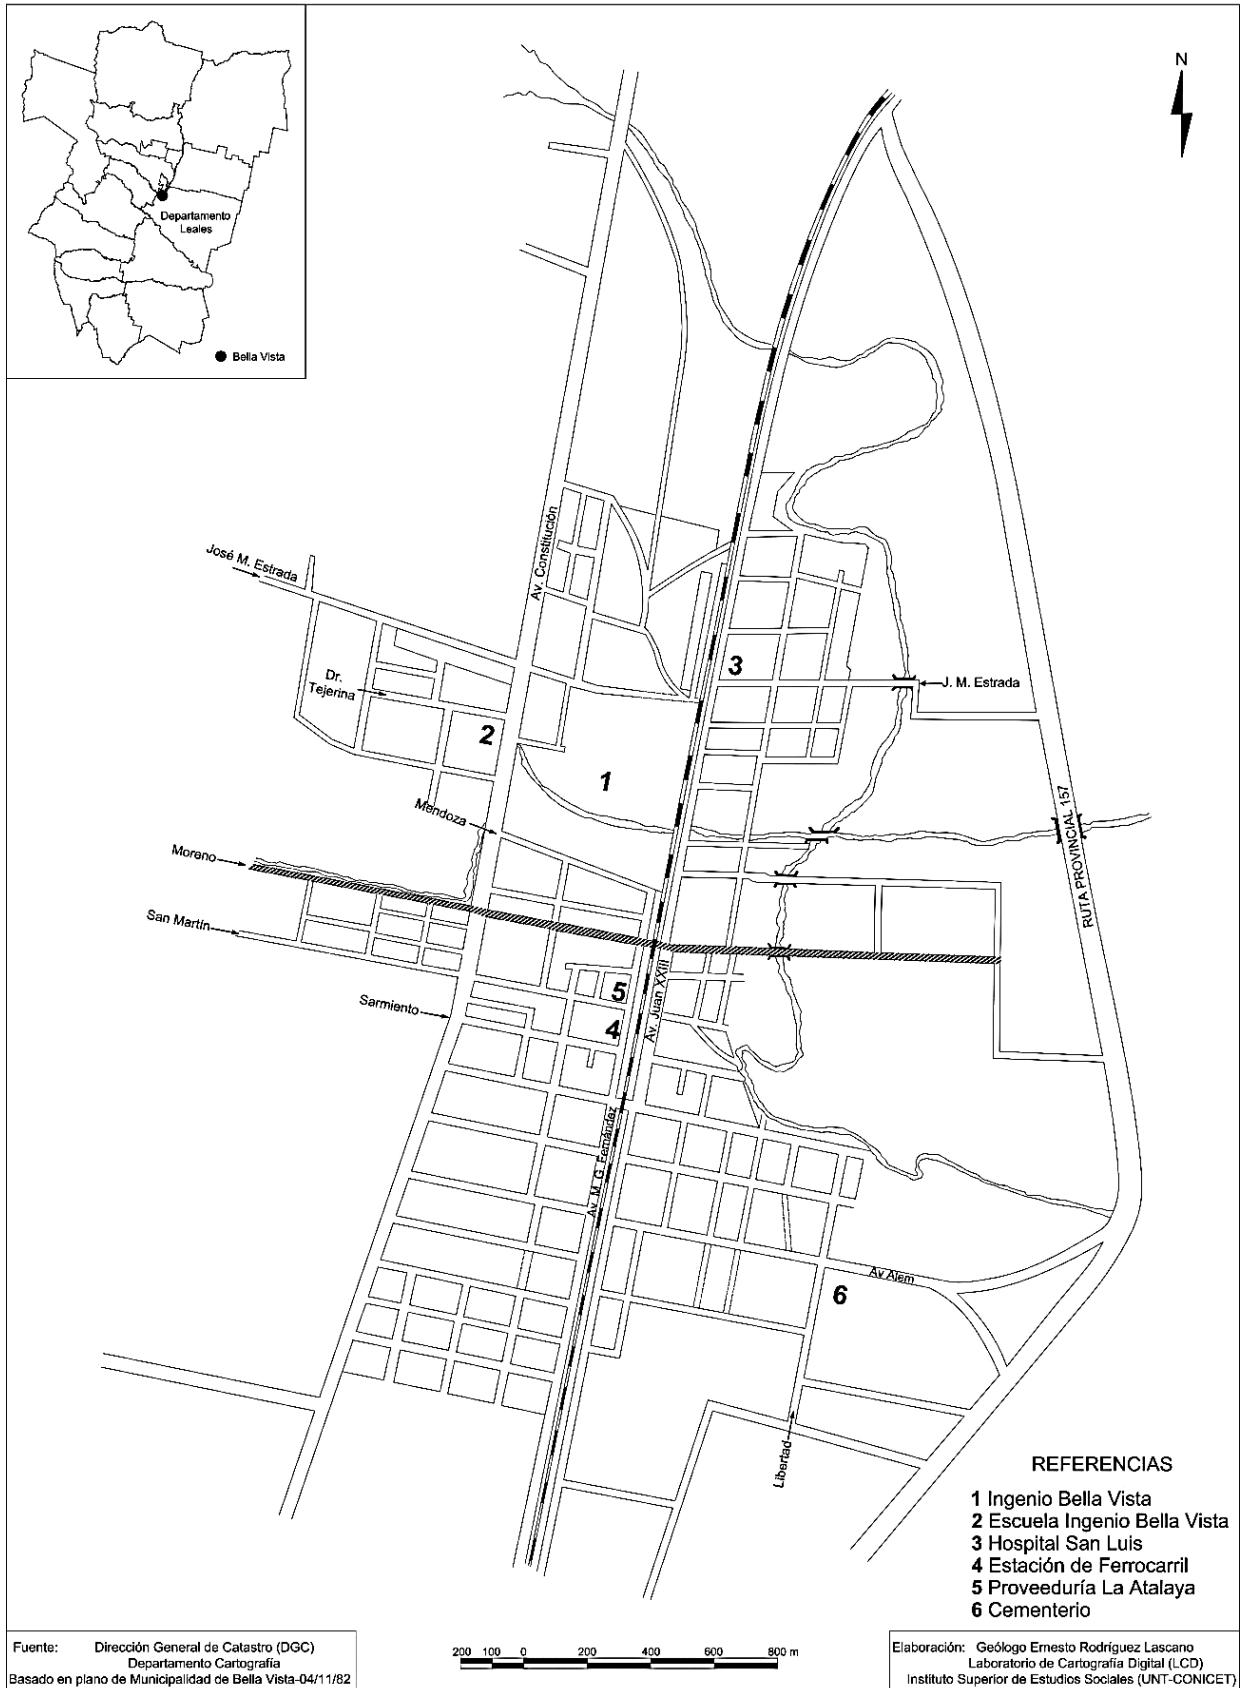 N
Departamento
Leales
Bella Vista
José M. Estrada
Av. Constitución
Dr.
Tejerina
2
3
J. M. Estrada
1
Mendoza
Moreno
San Martín
Sarmiento
5
4
Av. Juan XXIII
RUTA PROVINCIAL 157
Av. M. G. Fernández
Av Alem
6
Libertad
REFERENCIAS
1 Ingenio Bella Vista
2 Escuela Ingenio Bella Vista
3 Hospital San Luis
4 Estación de Ferrocarril
5 Proveeduría La Atalaya
6 Cementerio
Fuente: Dirección General de Catastro (DGC)
Departamento Cartografía
Basado en plano de Municipalidad de Bella Vista-04/11/82
200 100 0 200 400 600 800 m
Elaboración: Geólogo Ernesto Rodríguez Lascano
Laboratorio de Cartografía Digital (LCD)
Instituto Superior de Estudios Sociales (UNT-CONICET)